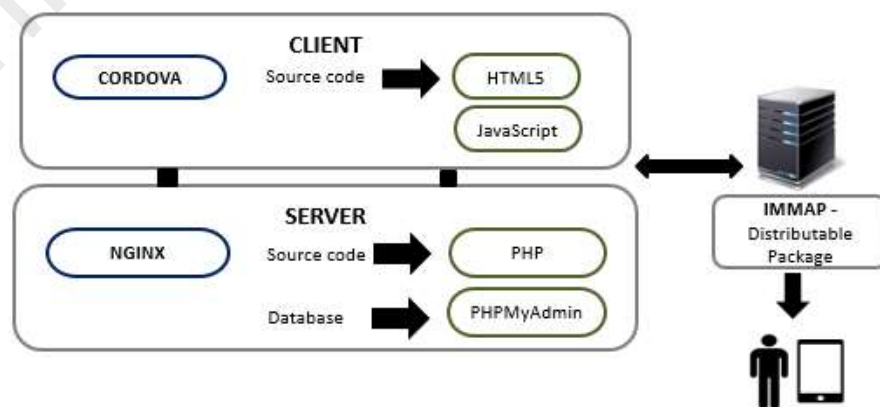 CLIENT
CORDOVA
Source code
HTML5
JavaScript
SERVER
NGINX
Source code
PHP
Database
PHPMyAdmin
IMMAP -
Distributable
Package